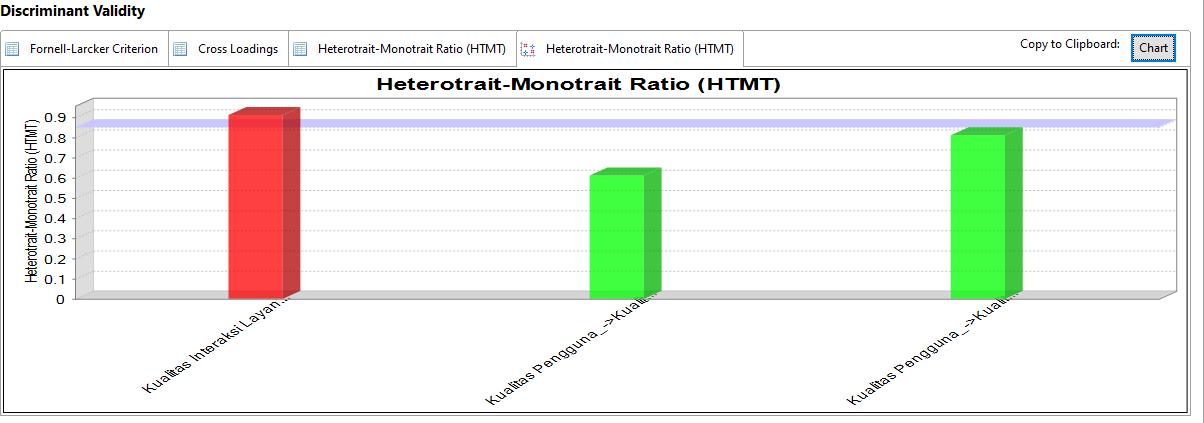 Discriminant Validity
Fornell-Larcker Criterion
Cross Loadings
Heterotrait-Monotrait Ratio (HTMT)
Heterotrait-Monotrait Ratio (HTMT)
Copy to Clipboard:
Chart
Heterotrait-Monotrait Ratio (HTMT)
Heterotrait-Monotrait Ratio (HTMT)
0.9
0.8
0.7
0.6
0.5
0.4
0.3
0.2
0.1
0
Kualitas Interaksi Layan...
Kualitas Pengguna_->Kualit...
Kualitas Pengguna_->Kualit...